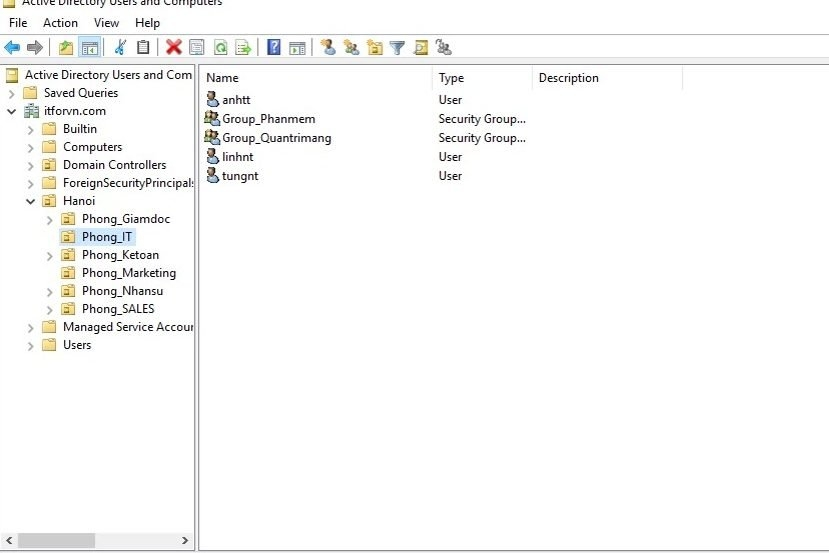 Active Directory Users and Computers
File Action View Help
Active Directory Users and Com
Saved Queries
itforvn.com
Builtin
Computers
Domain Controllers
ForeignSecurityPrincipals
Hanoi
Phong_Giamdoc
Phong_IT
Phong_Ketoan
Phong_Marketing
Phong_Nhansu
Phong_SALES
Managed Service Accour
Users
Name Type Description
anhtt User
Group_Phanmem Security Group...
Group_Quantrimang Security Group...
linhnt User
tungnt User